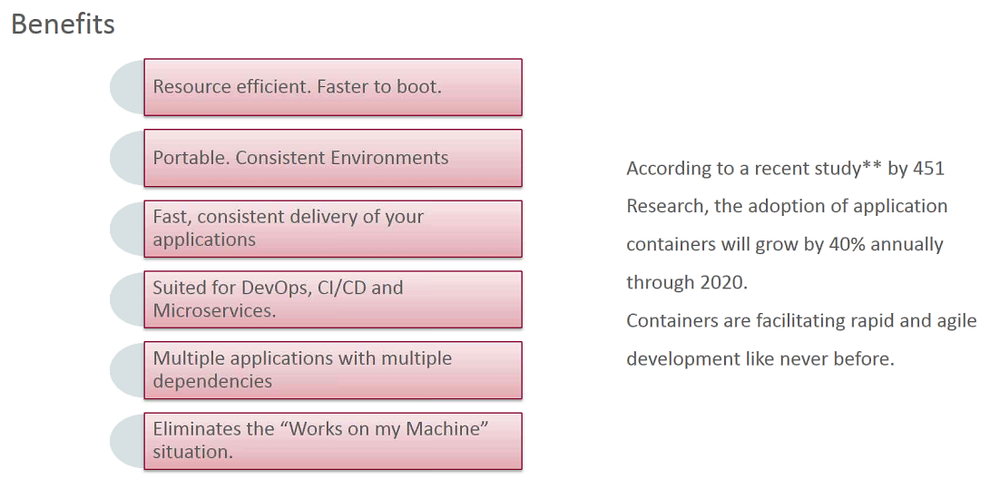 Benefits
Resource efficient. Faster to boot.
Portable. Consistent Environments
Fast, consistent delivery of your
applications
Suited for DevOps, CI/CD and
Microservices.
Multiple applications with multiple
dependencies
Eliminates the “Works on my Machine”
situation.
According to a recent study** by 451
Research, the adoption of application
containers will grow by 40% annually
through 2020.
Containers are facilitating rapid and agile
development like never before.